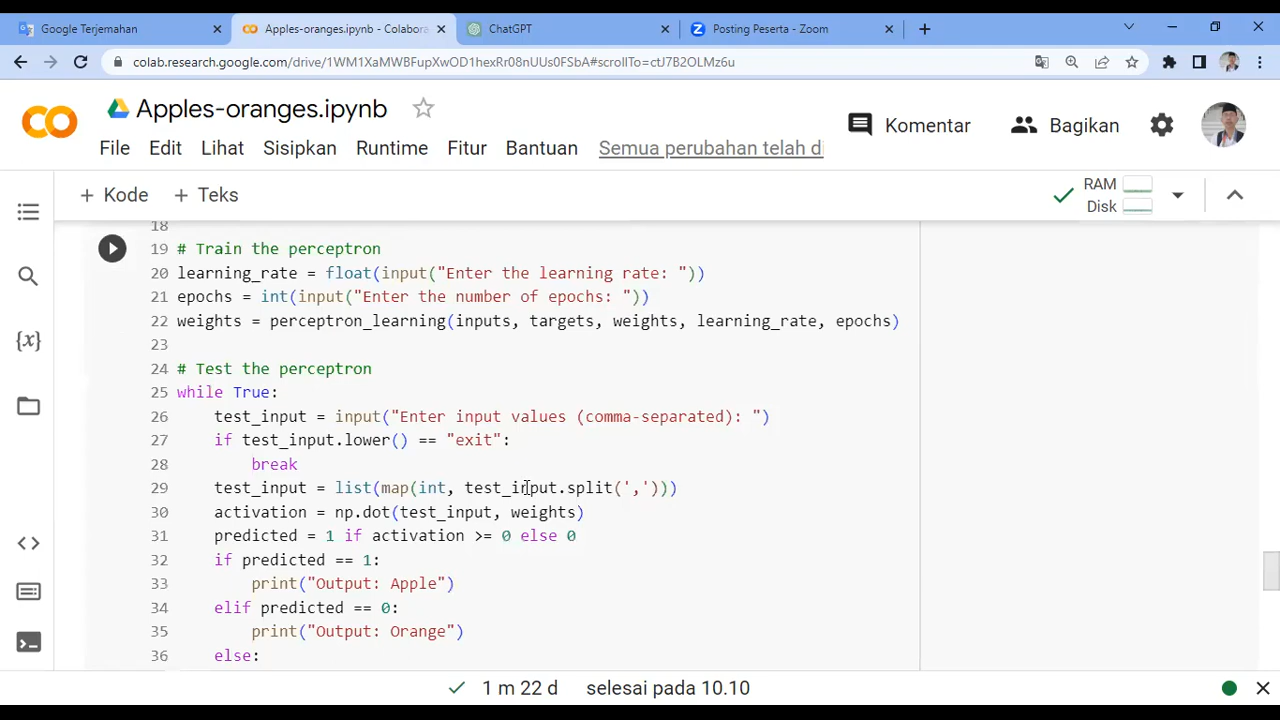 Google Terjemahan
Apples-oranges.ipynb - Colabora
ChatGPT
Posting Peserta - Zoom
colab.research.google.com/drive/1WM1XaMWBFupXwOD1hexRr08nUUs0FSbA#scrollTo=ctJ7B2OLMz6u
Apples-oranges.ipynb
Komentar
Bagikan
File Edit Lihat Sisipkan Runtime Fitur Bantuan Semua perubahan telah di
+ Kode + Teks
RAM
Disk
18
19 # Train the perceptron
20 learning_rate = float(input("Enter the learning rate: "))
21 epochs = int(input("Enter the number of epochs: "))
22 weights = perceptron_learning(inputs, targets, weights, learning_rate, epochs)
23
24 # Test the perceptron
25 while True:
26 test_input = input("Enter input values (comma-separated): ")
27 if test_input.lower() == "exit":
28 break
29 test_input = list(map(int, test_input.split(',')))
30 activation = np.dot(test_input, weights)
31 predicted = 1 if activation >= 0 else 0
32 if predicted == 1:
33 print("Output: Apple")
34 elif predicted == 0:
35 print("Output: Orange")
36 else:
1 m 22 d selesai pada 10.10